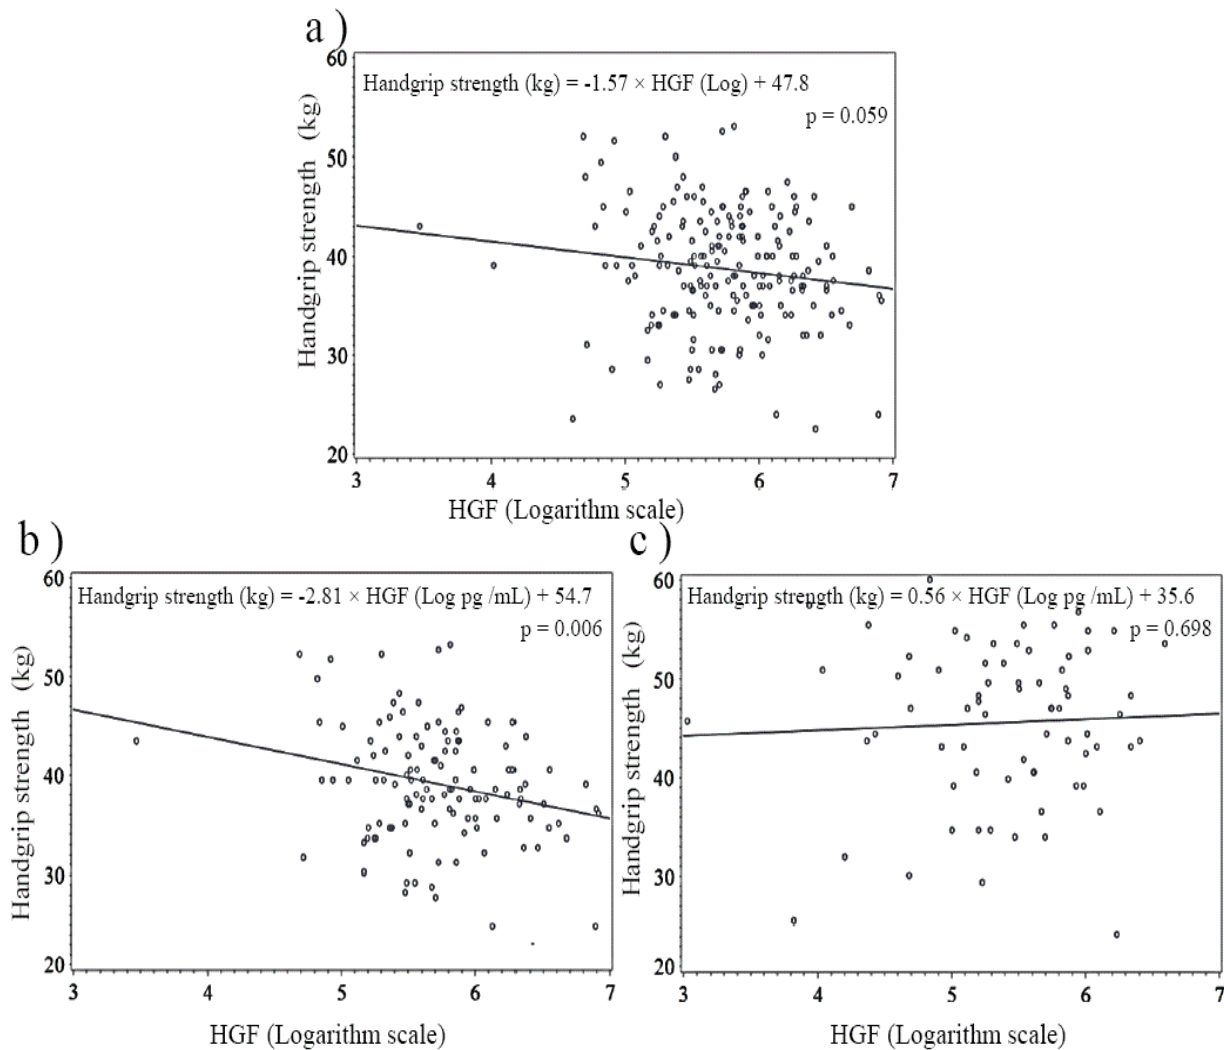 a )
Handgrip strength (kg) = -1.57 × HGF (Log) + 47.8
p = 0.059
Handgrip strength (kg)
60
50
40
30
20
3 4 5 6 7
HGF (Logarithm scale)
b )
Handgrip strength (kg) = -2.81 × HGF (Log pg /mL) + 54.7
p = 0.006
Handgrip strength (kg)
60
50
40
30
20
3 4 5 6 7
HGF (Logarithm scale)
c )
Handgrip strength (kg) = 0.56 × HGF (Log pg /mL) + 35.6
p = 0.698
Handgrip strength (kg)
60
50
40
30
20
3 4 5 6 7
HGF (Logarithm scale)